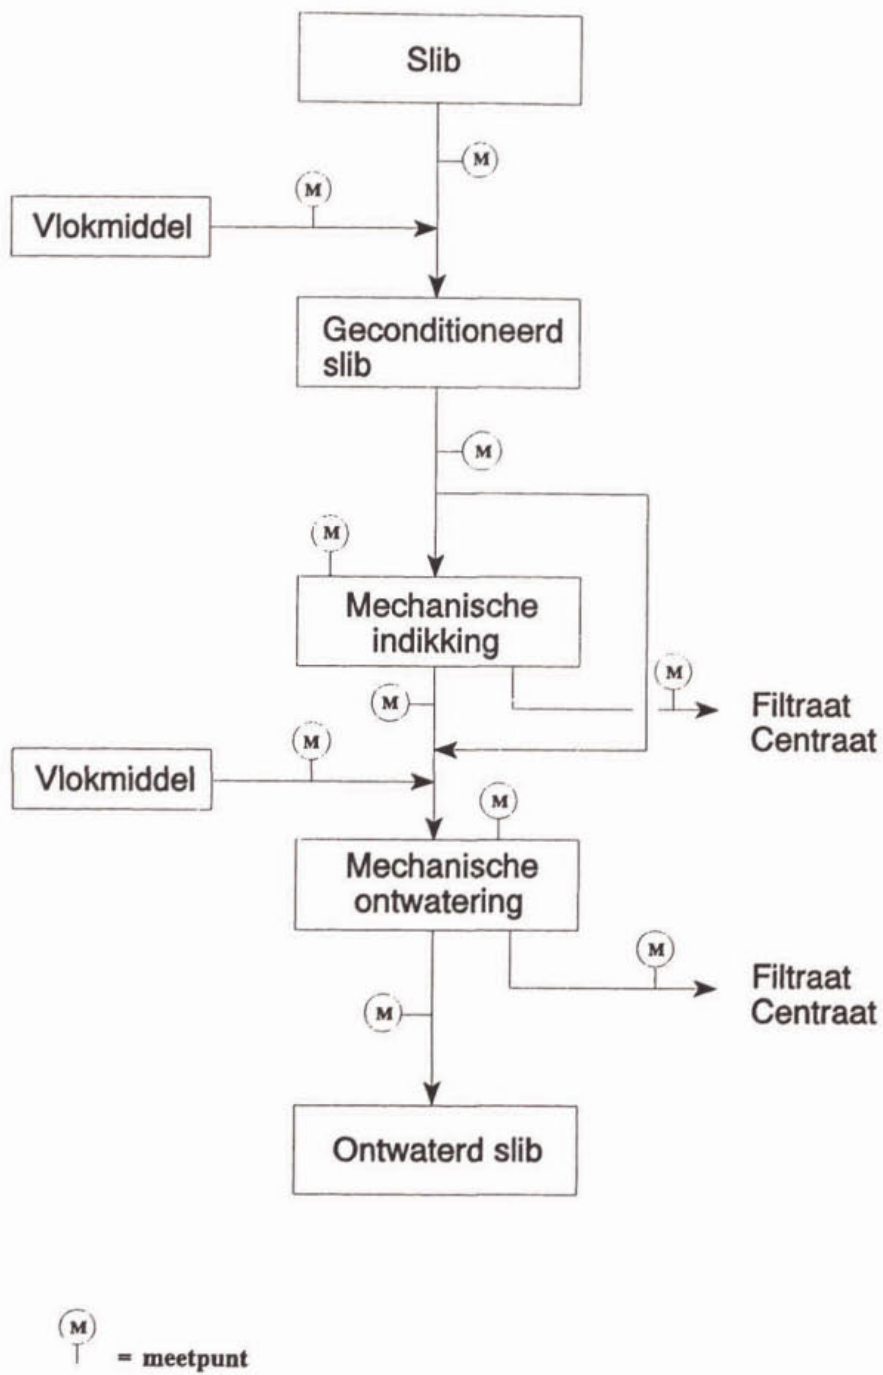 Slib
M
M
Vlokmiddel
Geconditioneerd
slib
M
M
Mechanische
indikking
M
M
Filtraat
Centraat
M
Vlokmiddel
M
Mechanische
ontwatering
M
Filtraat
Centraat
M
Ontwaterd slib
M
= meetpunt